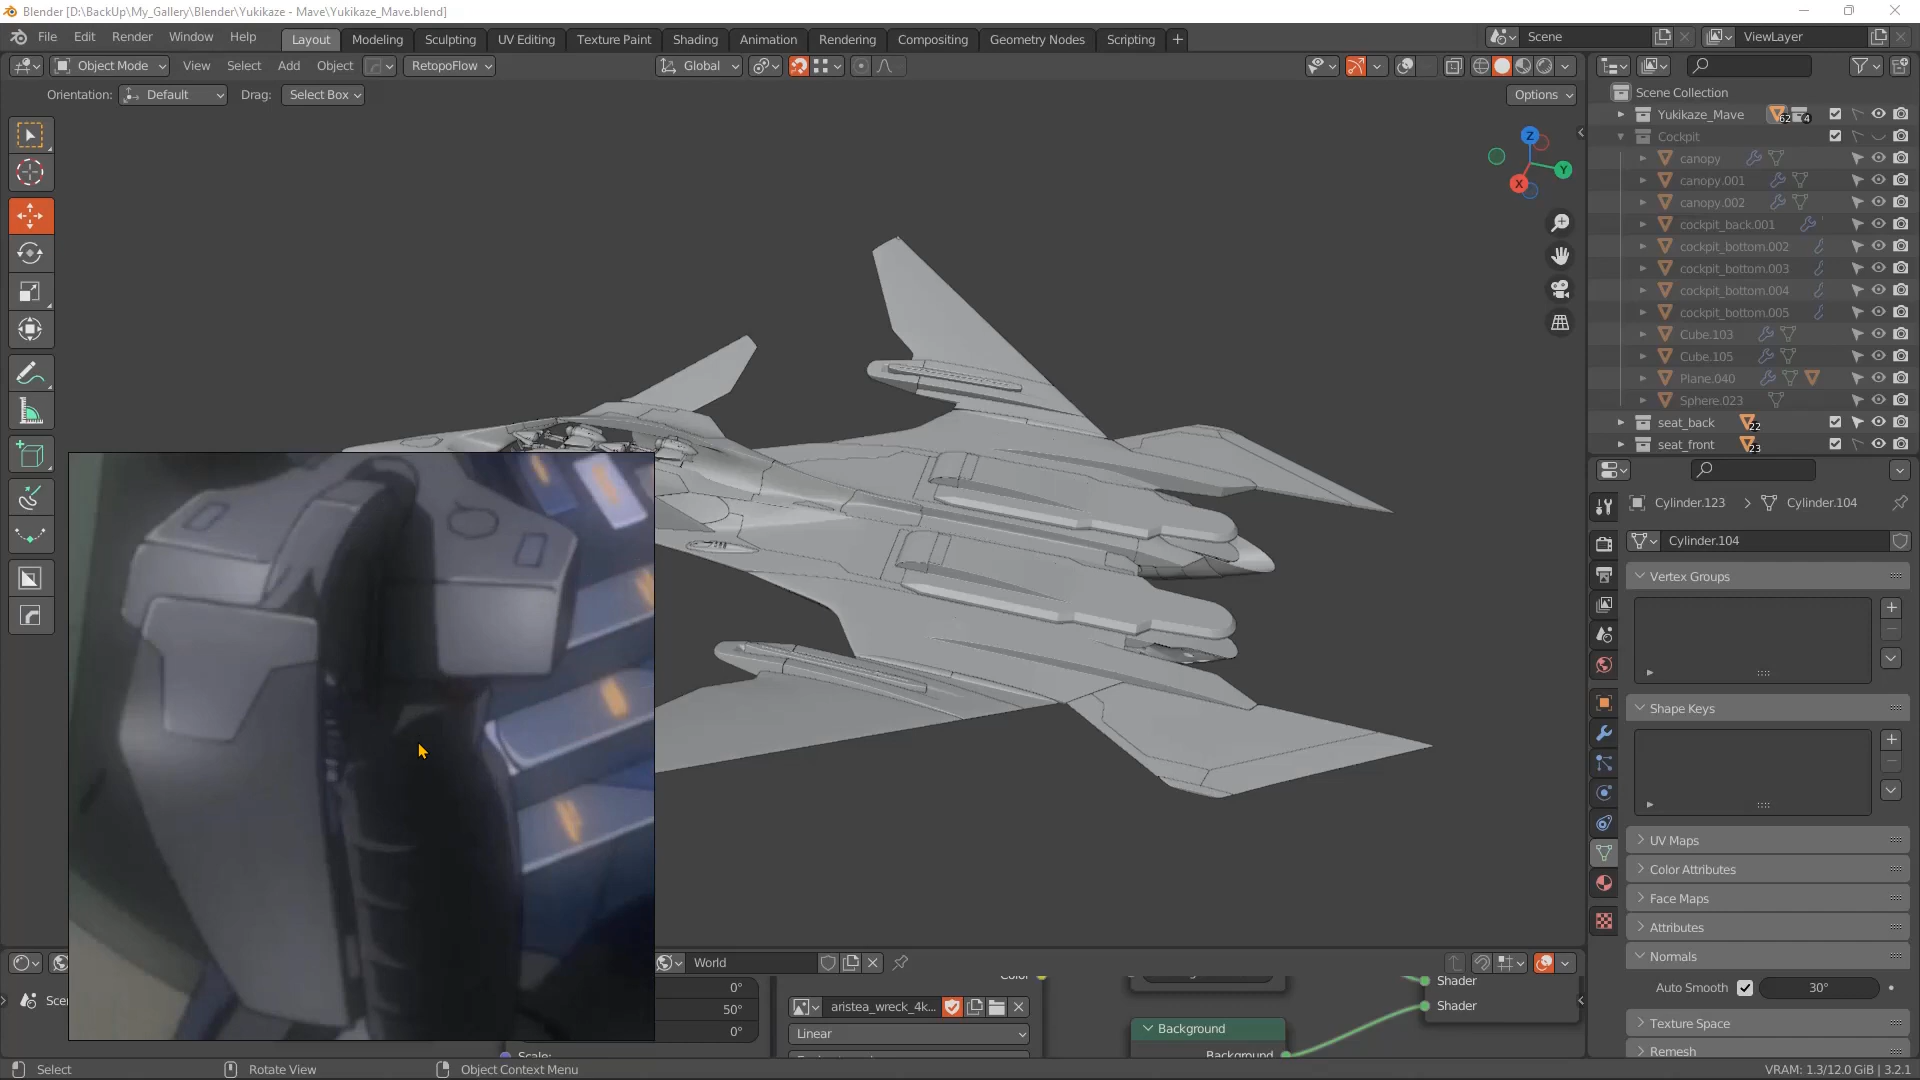 Blender [D:\BackUp\My_Gallery\Blender\Yukikaze - Mave\Yukikaze_Mave.blend]
File Edit Render Window Help
Layout Modeling Sculpting UV Editing Texture Paint Shading Animation Rendering Compositing Geometry Nodes Scripting +
Scene
ViewLayer
Object Mode View Select Add Object RetopoFlow
Global
Orientation: Default Drag: Select Box
Options
Z
Y
X
Scene Collection
Yukikaze_Mave 62 4
Cockpit
canopy
canopy.001
canopy.002
cockpit_back.001
cockpit_bottom.002
cockpit_bottom.003
cockpit_bottom.004
cockpit_bottom.005
Cube.103
Cube.105
Plane.040
Sphere.023
seat_back 22
seat_front 23
Cylinder.123 > Cylinder.104
Cylinder.104
Vertex Groups
Shape Keys
UV Maps
Color Attributes
Face Maps
Attributes
Normals
Auto Smooth 30°
Texture Space
Remesh
World
0°
50°
0°
aristea_wreck_4k...
Linear
Background
Background
Shader
Shader
Select
Rotate View
Object Context Menu
VRAM: 1.3/12.0 GiB | 3.2.1